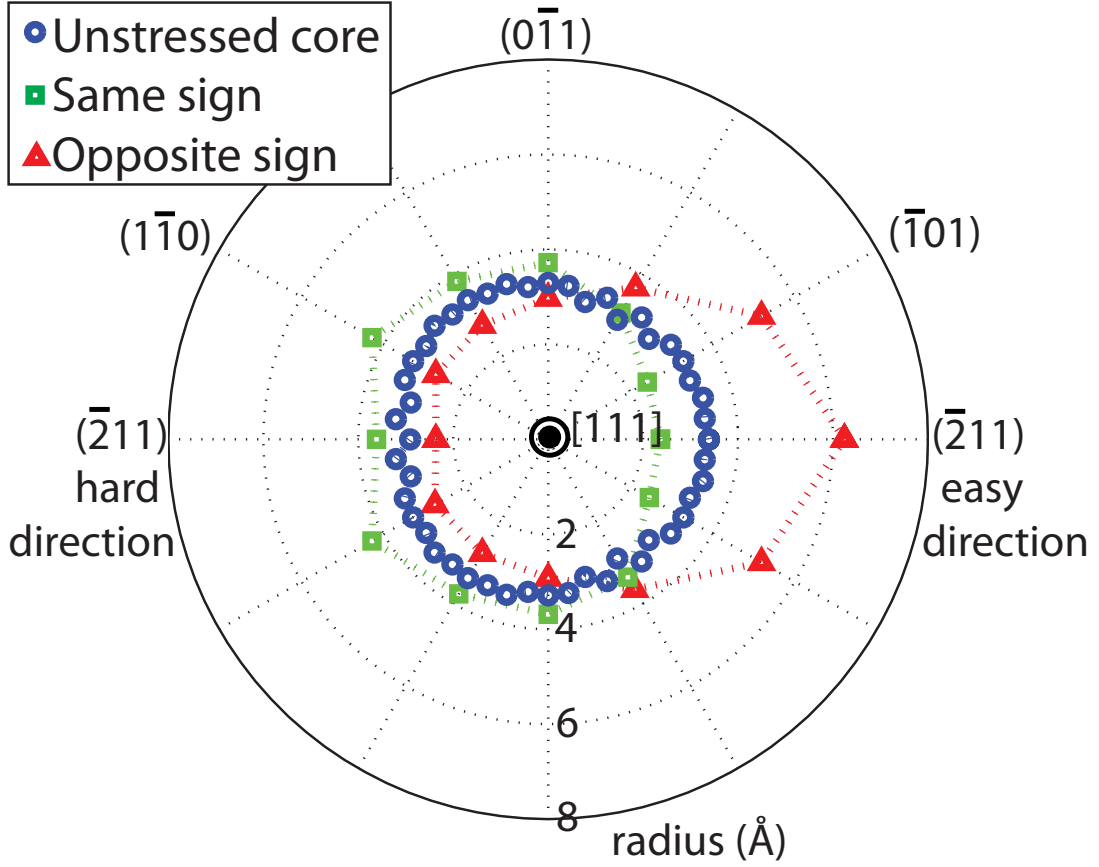 Unstressed core
Same sign
Opposite sign
(01̅1)
(11̅0)
(1̅01)
(2̅11)
hard
direction
[111]
(2̅11)
easy
direction
2
4
6
8
radius (Å)